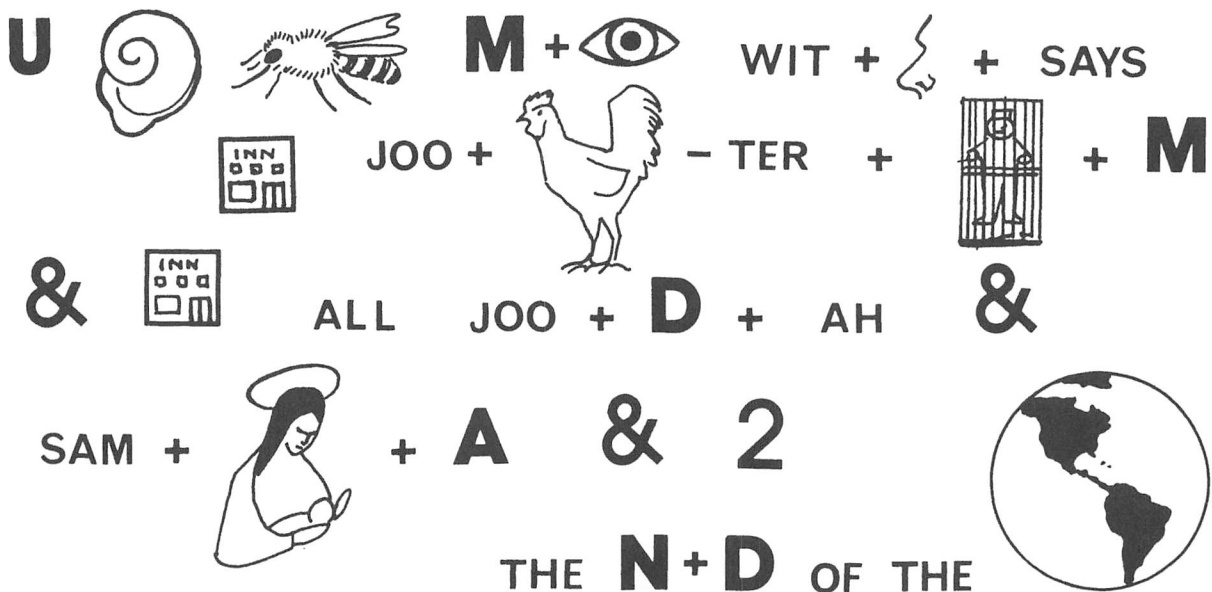 U M + WIT + + SAYS
INN JOO + - TER + + M
& INN ALL JOO + D + AH &
SAM + + A & 2
THE N + D OF THE